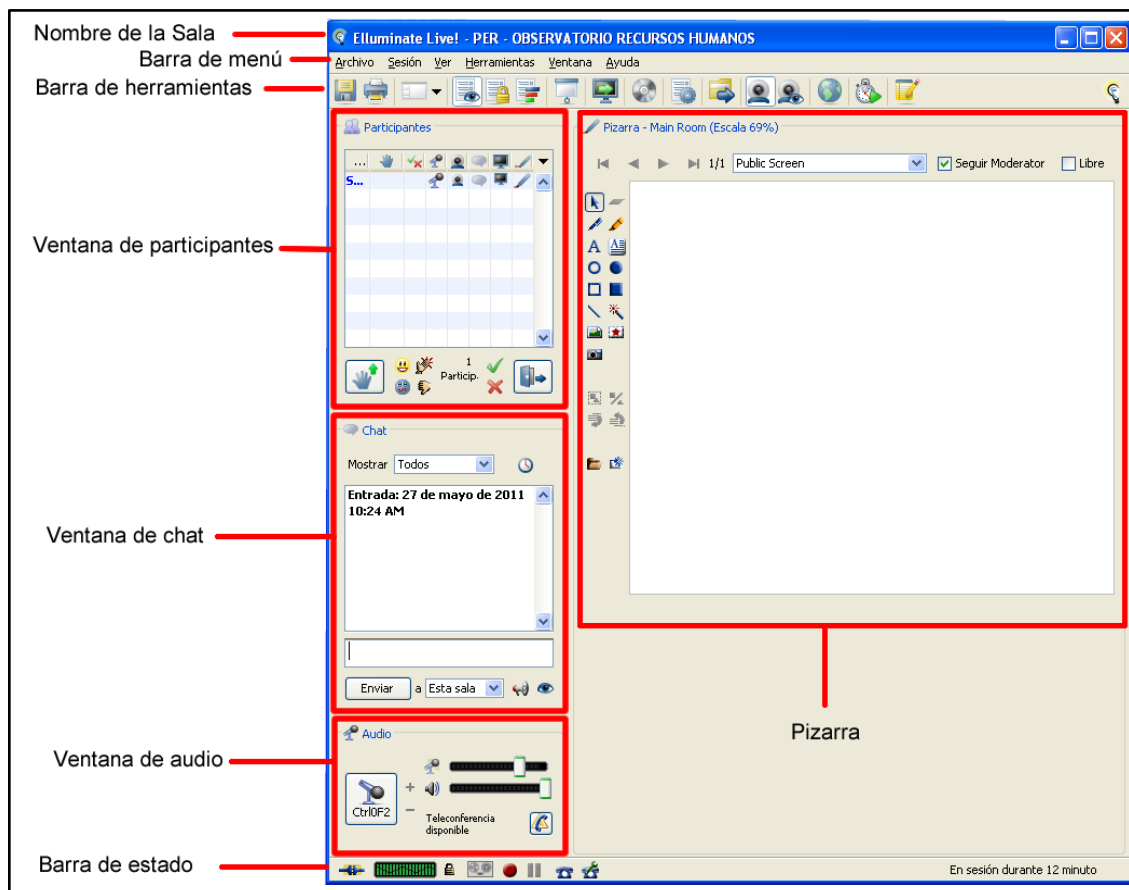 Nombre de la Sala
Elluminate Live! - PER - OBSERVATORIO RECURSOS HUMANOS
Barra de menú
Archivo Sesión Ver Herramientas Ventana Ayuda
Barra de herramientas
Participantes
...
S...
Ventana de participantes
1
Particip.
Chat
Mostrar Todos
Entrada: 27 de mayo de 2011
10:24 AM
Ventana de chat
Enviar a Esta sala
Audio
Ventana de audio
Ctrl0F2
+
−
Teleconferencia
disponible
Pizarra - Main Room (Escala 69%)
1/1 Public Screen Seguir Moderator Libre
A A
Pizarra
Barra de estado
En sesión durante 12 minuto